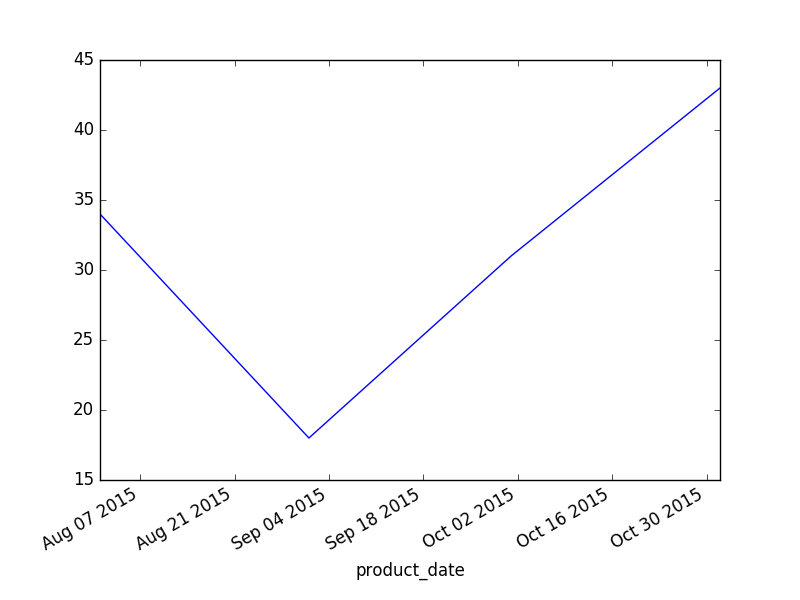 45
40
35
30
25
20
15
Aug 07 2015
Aug 21 2015
Sep 04 2015
Sep 18 2015
Oct 02 2015
Oct 16 2015
Oct 30 2015
product_date